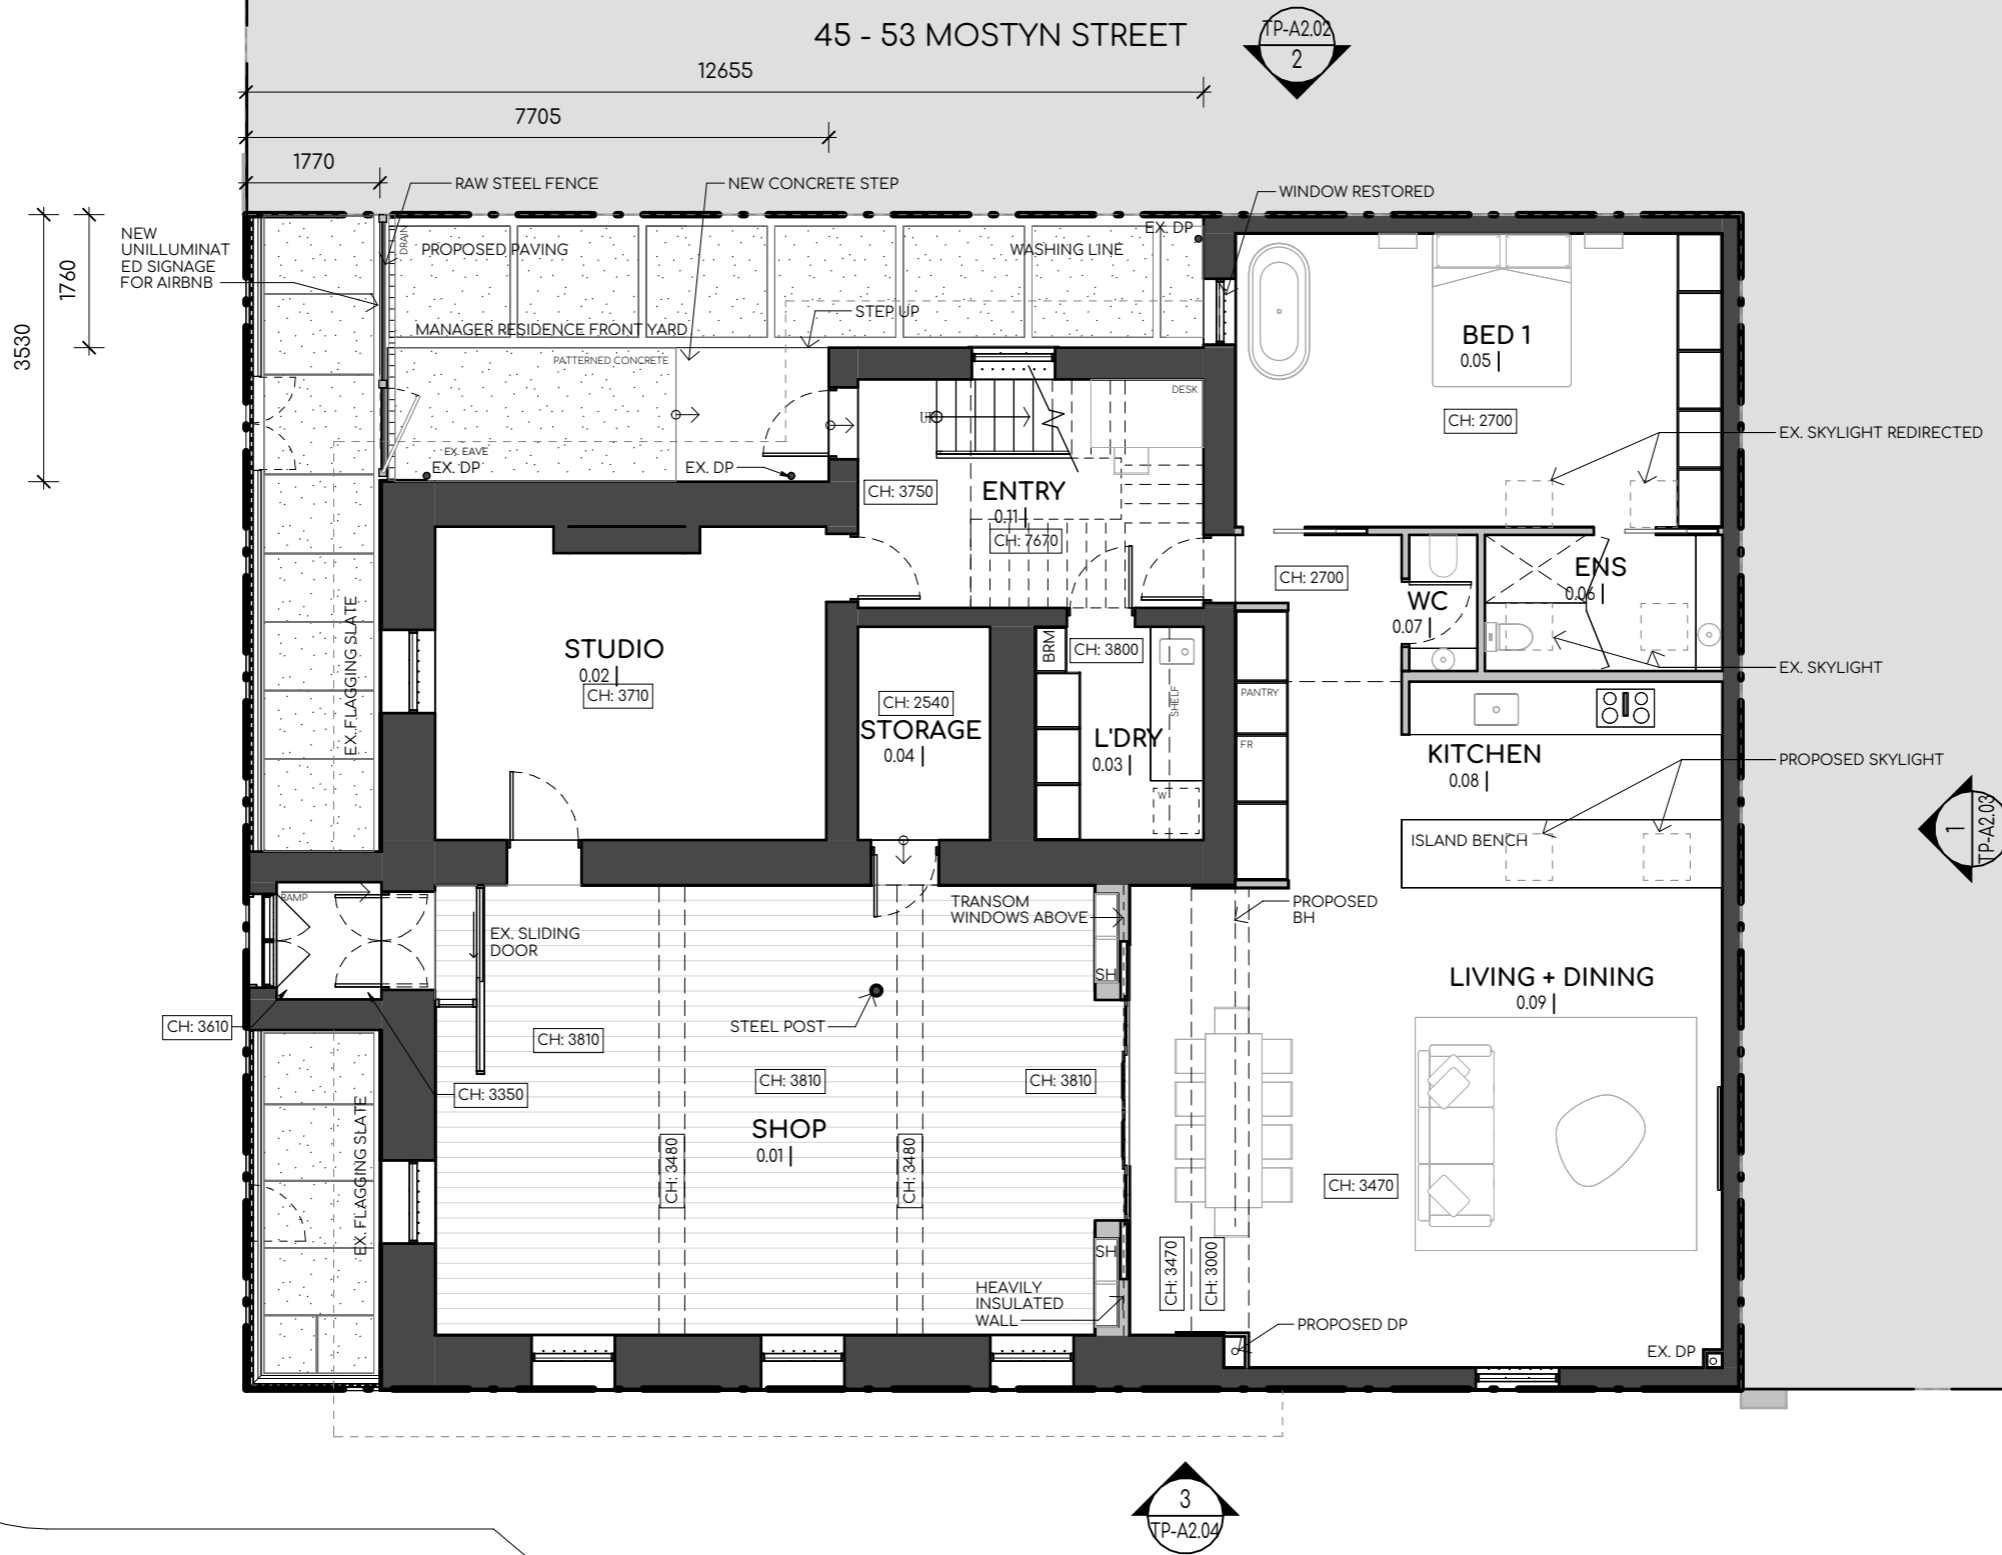 45 - 53 MOSTYN STREET
TP-A2.02
2
12655
7705
1770
RAW STEEL FENCE
NEW CONCRETE STEP
WINDOW RESTORED
NEW
UNILLUMINAT
ED SIGNAGE
FOR AIRBNB
1760
3530
DRAIN
PROPOSED PAVING
WASHING LINE
EX. DP
STEP UP
MANAGER RESIDENCE FRONT YARD
PATTERNED CONCRETE
EX. EAVE
EX. DP
EX. DP
UP
DESK
BED 1
0.05
CH: 2700
EX. SKYLIGHT REDIRECTED
CH: 3750
ENTRY
0.11
CH: 7670
CH: 2700
ENS
0.06
WC
0.07
EX. SKYLIGHT
EX. FLAGGING SLATE
STUDIO
0.02
CH: 3710
BRM
CH: 3800
SHELF
CH: 2540
STORAGE
0.04
L'DRY
0.03
W
PANTRY
FR
KITCHEN
0.08
PROPOSED SKYLIGHT
ISLAND BENCH
1
TP-A2.03
RAMP
EX. SLIDING
DOOR
TRANSOM
WINDOWS ABOVE
PROPOSED
BH
SH
LIVING + DINING
0.09
STEEL POST
CH: 3610
CH: 3810
CH: 3810
CH: 3810
CH: 3350
SHOP
0.01
CH: 3480
CH: 3480
EX. FLAGGING SLATE
CH: 3470
SH
CH: 3470
CH: 3000
HEAVILY
INSULATED
WALL
PROPOSED DP
EX. DP
3
TP-A2.04